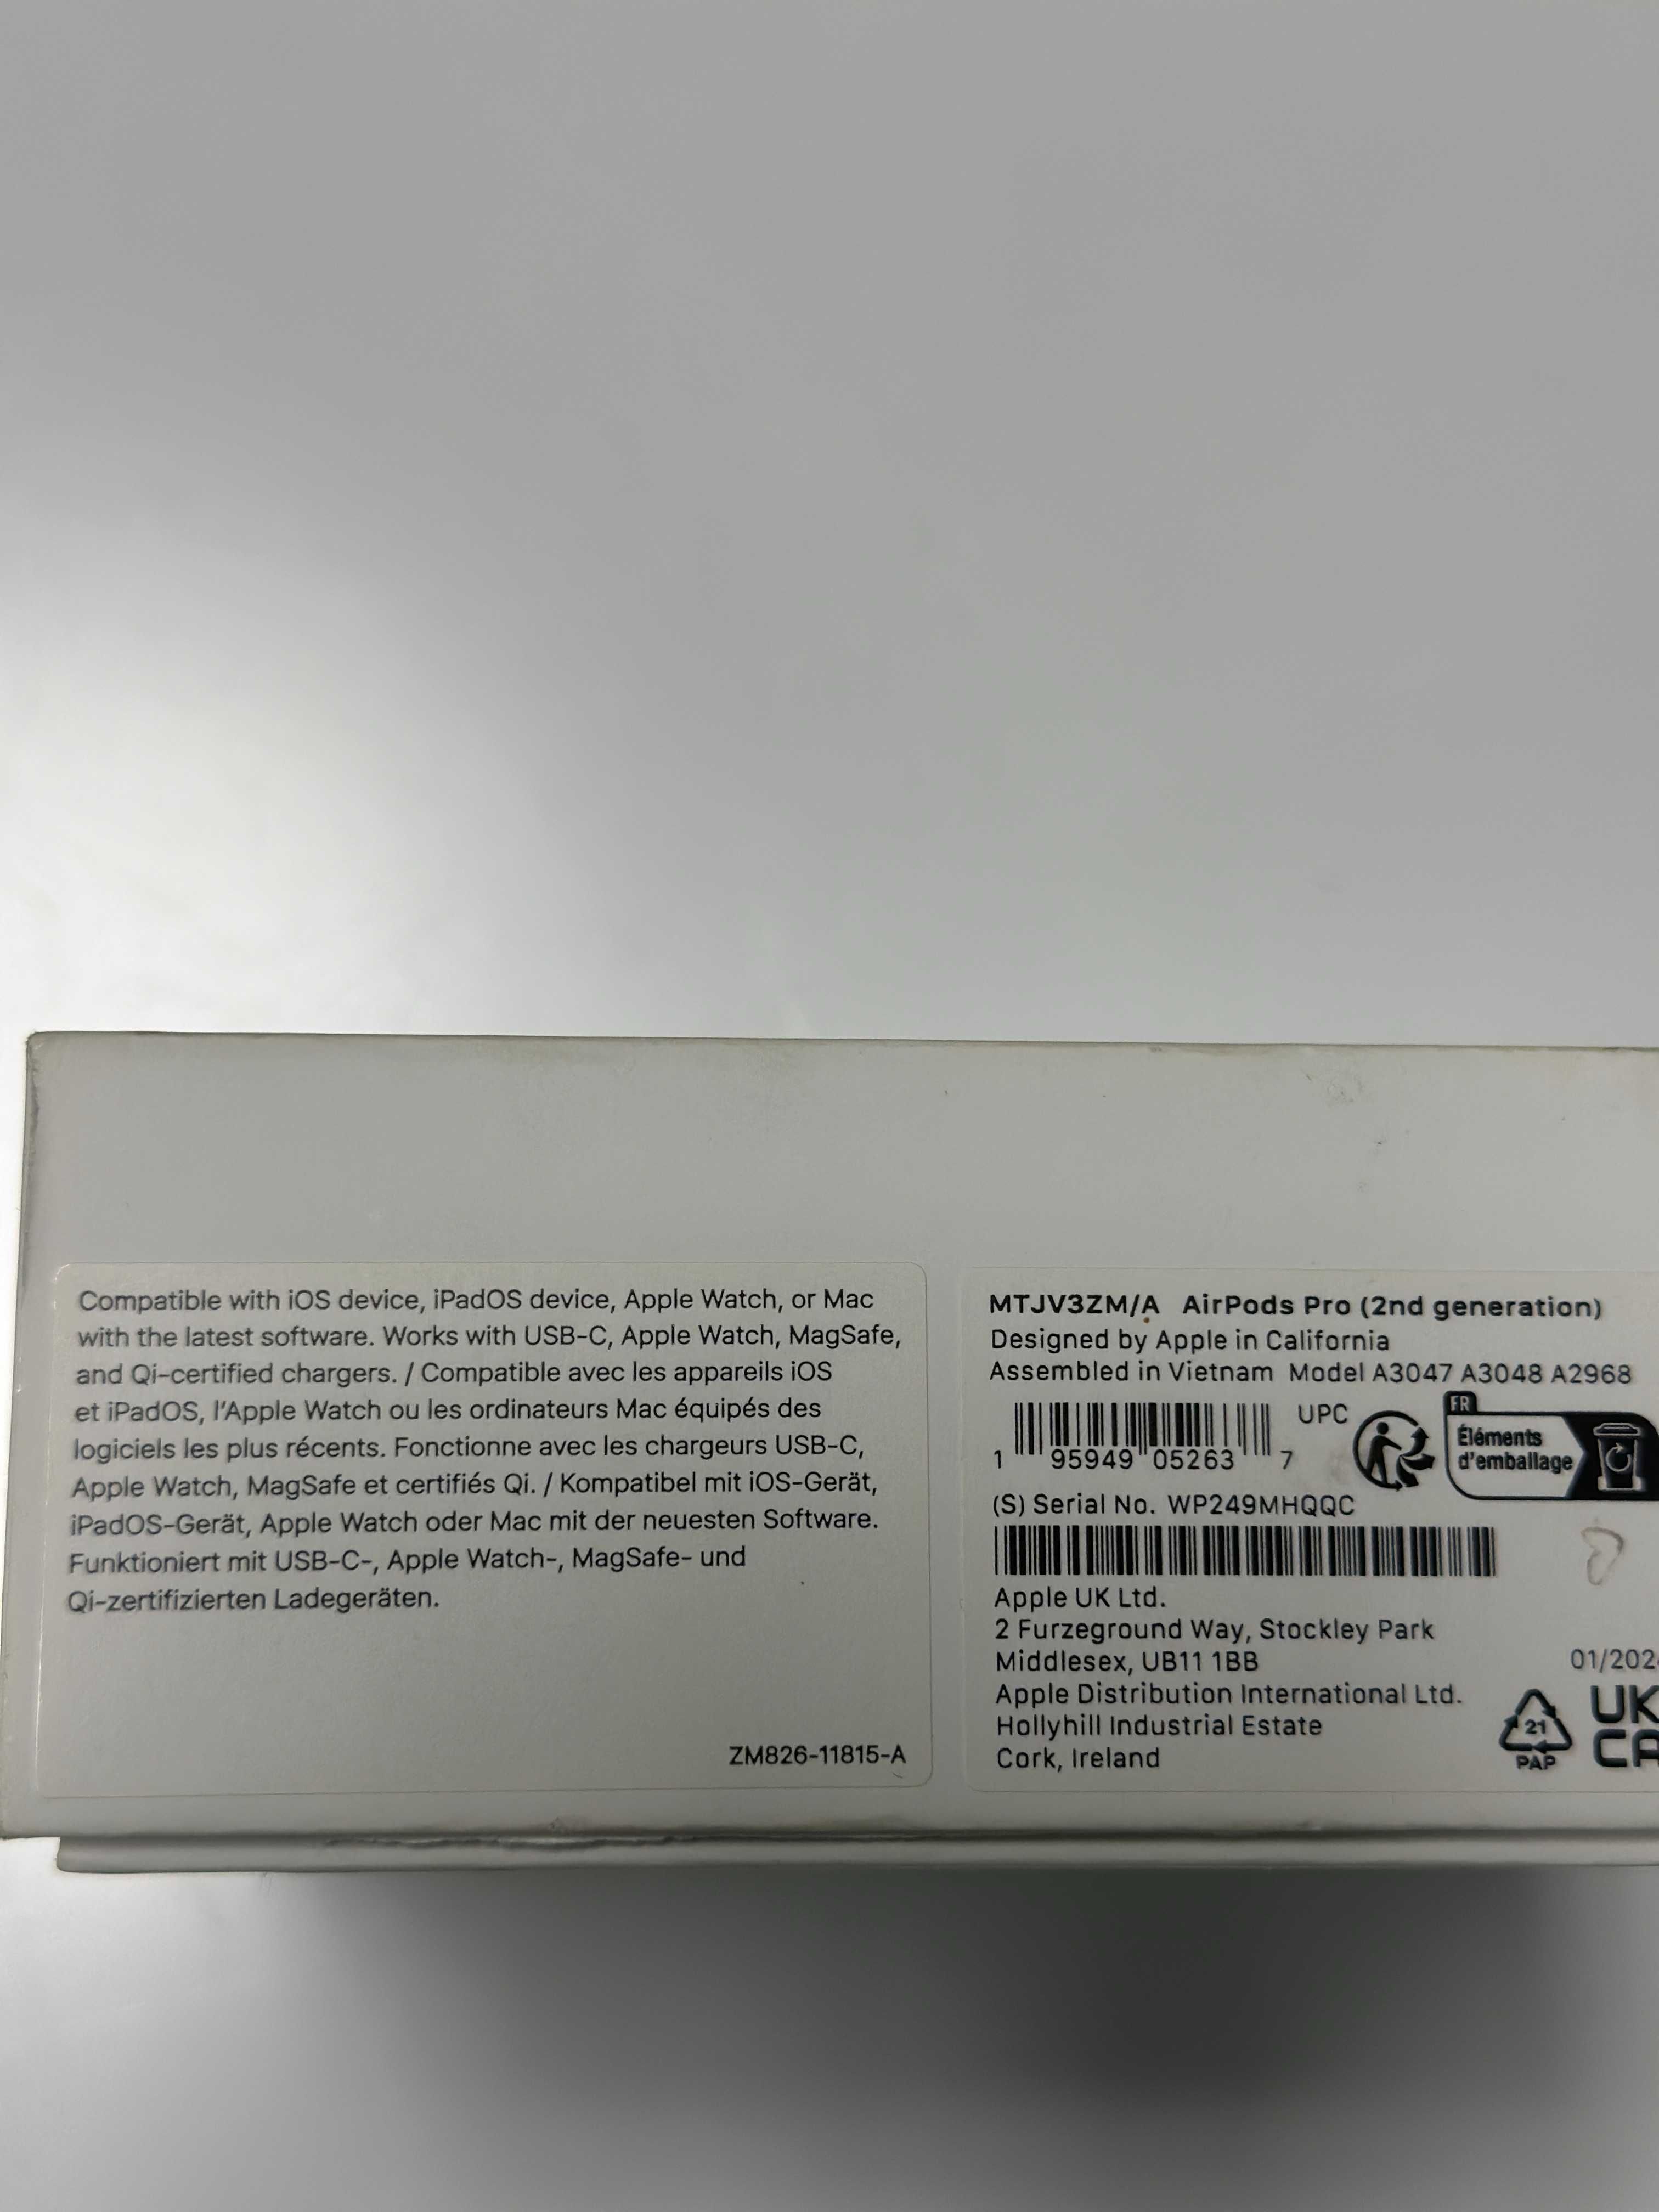 Compatible with iOS device, iPadOS device, Apple Watch, or Mac
with the latest software. Works with USB-C, Apple Watch, MagSafe,
and Qi-certified chargers. / Compatible avec les appareils iOS
et iPadOS, l'Apple Watch ou les ordinateurs Mac équipés des
logiciels les plus récents. Fonctionne avec les chargeurs USB-C,
Apple Watch, MagSafe et certifiés Qi. / Kompatibel mit iOS-Gerät,
iPadOS-Gerät, Apple Watch oder Mac mit der neuesten Software.
Funktioniert mit USB-C-, Apple Watch-, MagSafe- und
Qi-zertifizierten Ladegeräten.
ZM826-11815-A
MTJV3ZM/A AirPods Pro (2nd generation)
Designed by Apple in California
Assembled in Vietnam Model A3047 A3048 A2968
UPC
1 95949 05263 7
FR
Éléments
d'emballage
(S) Serial No. WP249MHQQC
Apple UK Ltd.
2 Furzeground Way, Stockley Park
Middlesex, UB11 1BB
Apple Distribution International Ltd.
Hollyhill Industrial Estate
Cork, Ireland
21
PAP
UK
CA